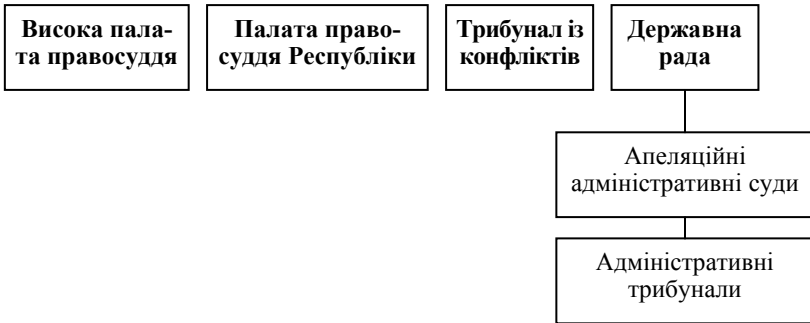 Висока пала-
та правосуддя
Палата право-
суддя Республіки
Трибунал із
конфліктів
Державна
рада
Апеляційні
адміністративні суди
Адміністративні
трибунали